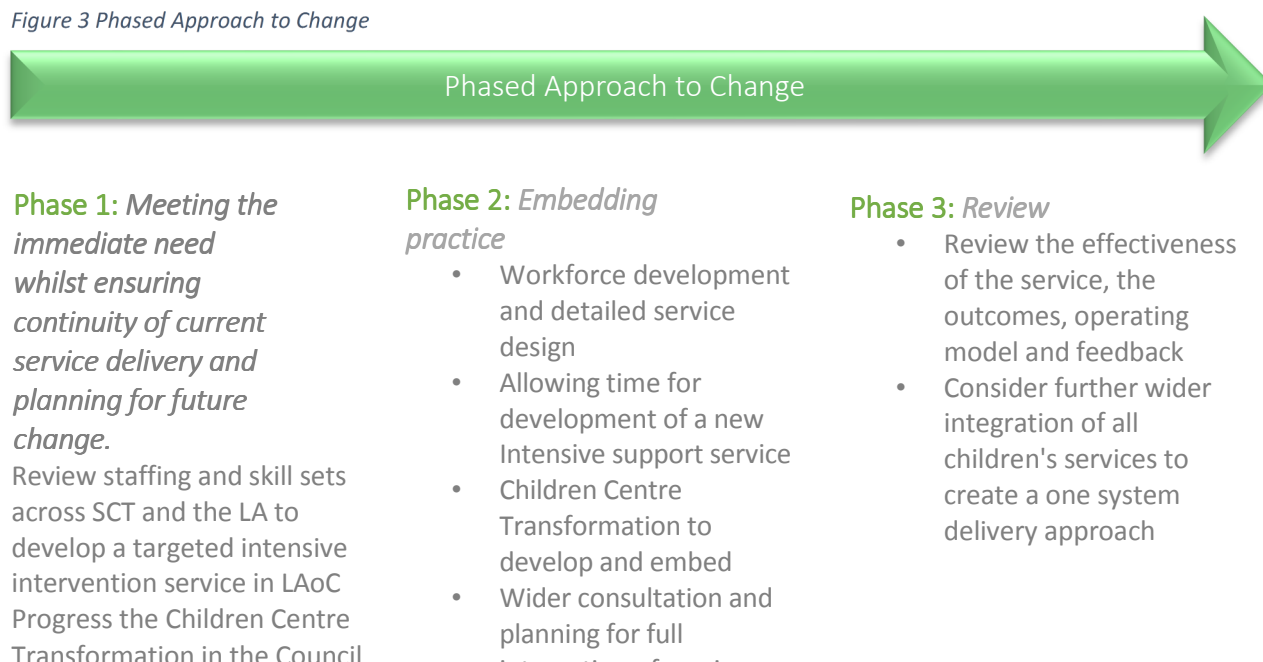 Figure 3 Phased Approach to Change
Phased Approach to Change
Phase 1: Meeting the
immediate need
whilst ensuring
continuity of current
service delivery and
planning for future
change.
Review staffing and skill sets
across SCT and the LA to
develop a targeted intensive
intervention service in LAoC
Progress the Children Centre
Transformation in the Council
Phase 2: Embedding
practice
• Workforce development
and detailed service
design
• Allowing time for
development of a new
Intensive support service
• Children Centre
Transformation to
develop and embed
• Wider consultation and
planning for full
Phase 3: Review
• Review the effectiveness
of the service, the
outcomes, operating
model and feedback
• Consider further wider
integration of all
children's services to
create a one system
delivery approach